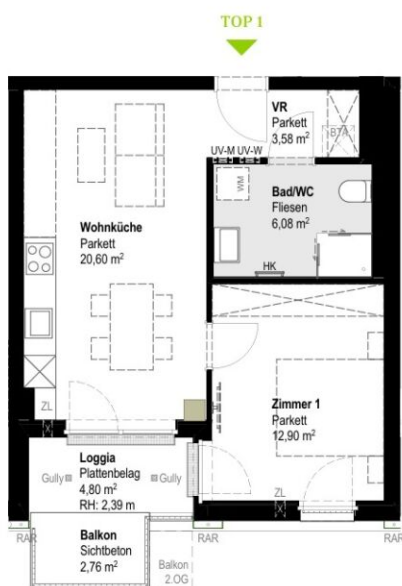 TOP 1
VR
Parkett
3,58 m²
BTA
UV-M UV-W
WM
Bad/WC
Fliesen
6,08 m²
HK
Wohnküche
Parkett
20,60 m²
ZL
Zimmer 1
Parkett
12,90 m²
ZL
Loggia
Plattenbelag
4,80 m²
RH: 2,39 m
Gully
Gully
Balkon
Sichtbeton
2,76 m²
RAR
RAR
RAR
Balkon
2.OG